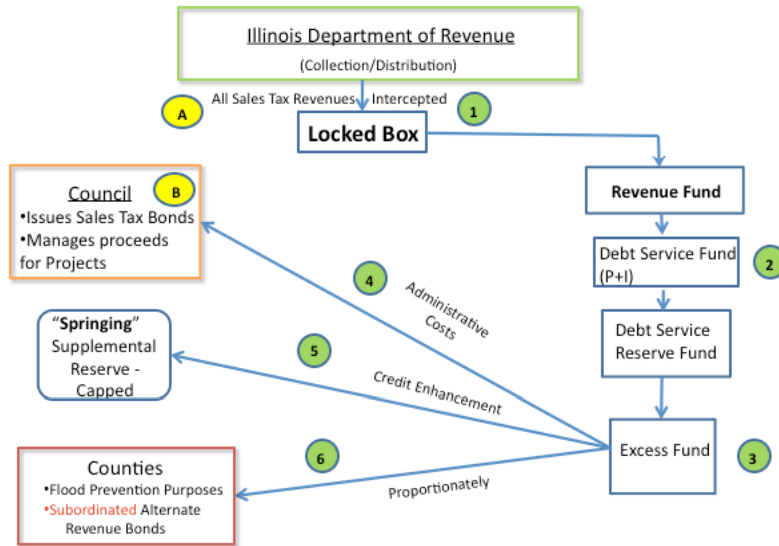 Illinois Department of Revenue
(Collection/Distribution)
A
All Sales Tax Revenues Intercepted
1
Locked Box
Council
B
•Issues Sales Tax Bonds
•Manages proceeds
for Projects
Revenue Fund
Debt Service Fund
(P+I)
2
4
Administrative
Costs
"Springing"
Supplemental
Reserve -
Capped
5
Credit Enhancement
Debt Service
Reserve Fund
Excess Fund
3
6
Proportionately
Counties
•Flood Prevention Purposes
•Subordinated Alternate
Revenue Bonds